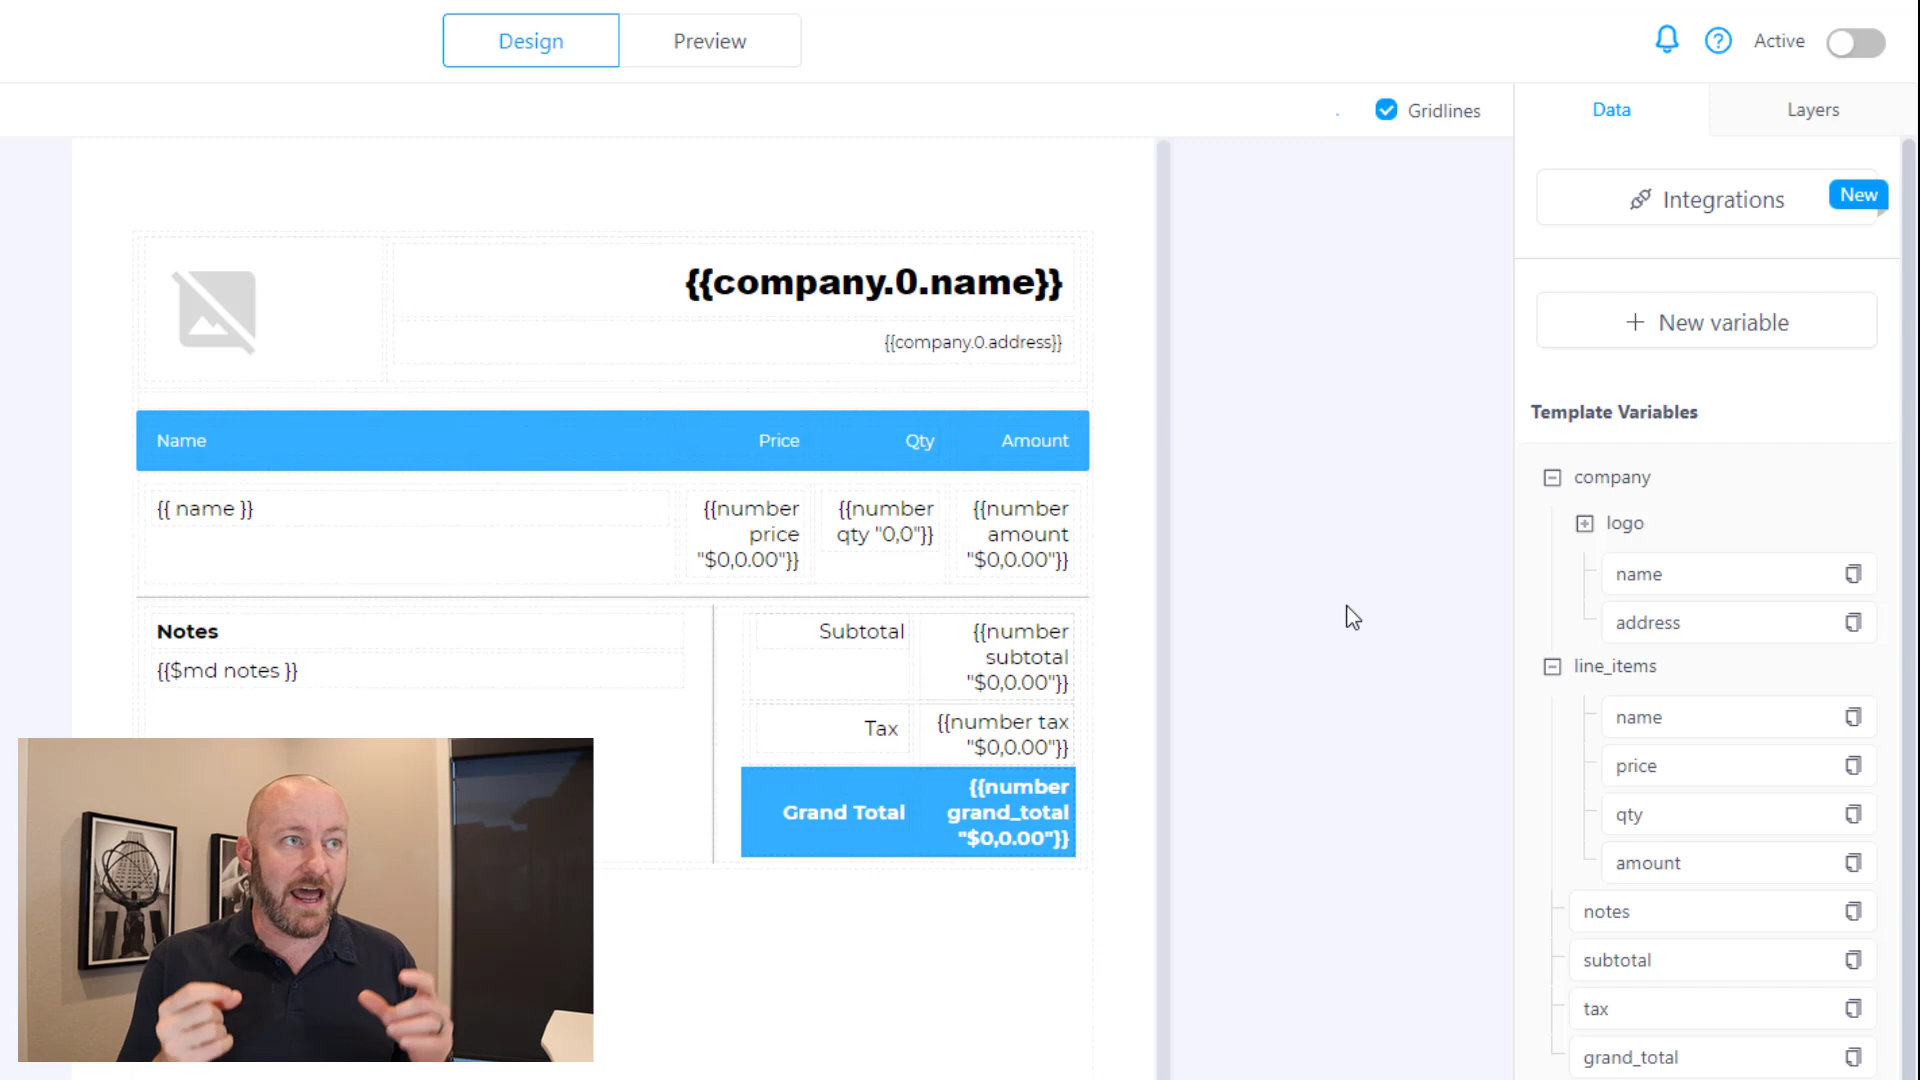 Design
Preview
Active
Gridlines
Data
Layers
Integrations
New
New variable
Template Variables
company
logo
name
address
line_items
name
price
qty
amount
notes
subtotal
tax
grand_total
{{company.0.name}}
{{company.0.address}}
Name Price Qty Amount
{{ name }}
{{number
price
"$0,0.00"}}
{{number
qty "0,0"}}
{{number
amount
"$0,0.00"}}
Notes
{{$md notes }}
Subtotal
{{number
subtotal
"$0,0.00"}}
Tax
{{number tax
"$0,0.00"}}
Grand Total
{{number
grand_total
"$0,0.00"}}